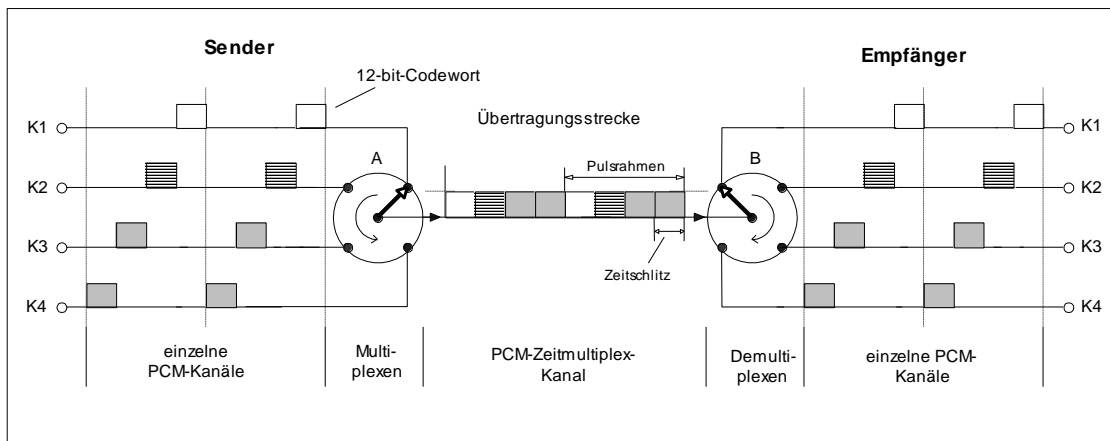 Sender
Empfänger
12-bit-Codewort
Übertragungsstrecke
K1
K2
K3
K4
A
Pulsrahmen
Zeitschlitz
B
K1
K2
K3
K4
einzelne
PCM-Kanäle
Multi-
plexen
PCM-Zeitmultiplex-
Kanal
Demulti-
plexen
einzelne PCM-
Kanäle